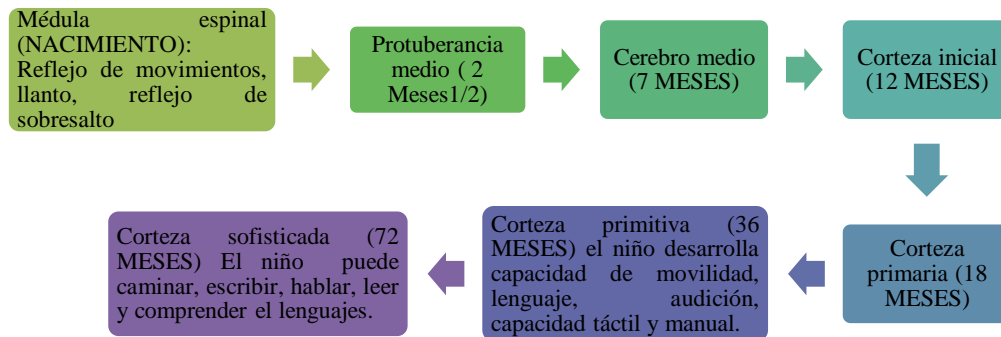 Médula espinal
(NACIMIENTO):
Reflejo de movimientos,
llanto, reflejo de
sobresalto
Protuberancia
medio ( 2
Meses1/2)
Cerebro medio
(7 MESES)
Corteza inicial
(12 MESES)
Corteza
primaria (18
MESES)
Corteza primitiva (36
MESES) el niño desarrolla
capacidad de movilidad,
lenguaje, audición,
capacidad táctil y manual.
Corteza sofisticada (72
MESES) El niño puede
caminar, escribir, hablar, leer
y comprender el lenguajes.